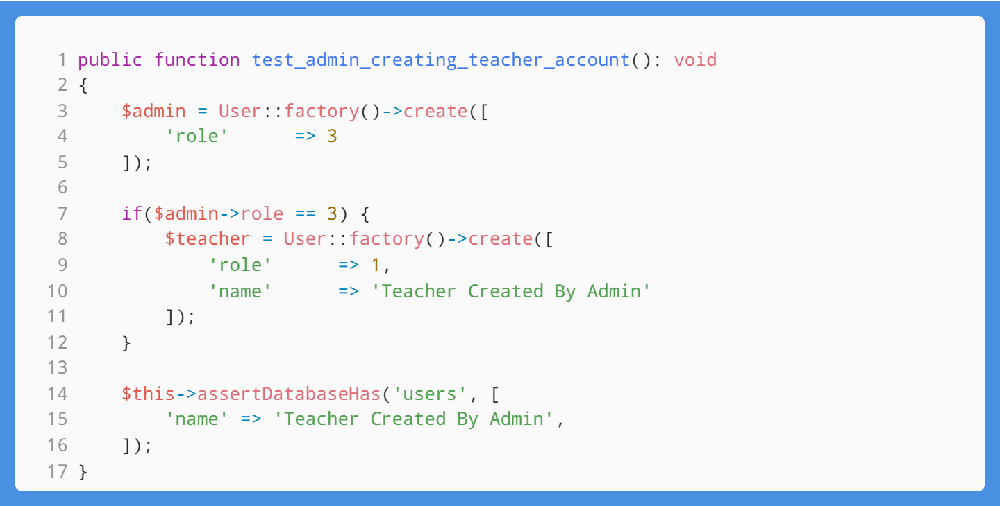 1 public function test_admin_creating_teacher_account(): void
2 {
3     $admin = User::factory()->create([
4         'role'      => 3
5     ]);
6
7     if($admin->role == 3) {
8         $teacher = User::factory()->create([
9             'role'      => 1,
10             'name'      => 'Teacher Created By Admin'
11         ]);
12     }
13
14     $this->assertDatabaseHas('users', [
15         'name' => 'Teacher Created By Admin',
16     ]);
17 }